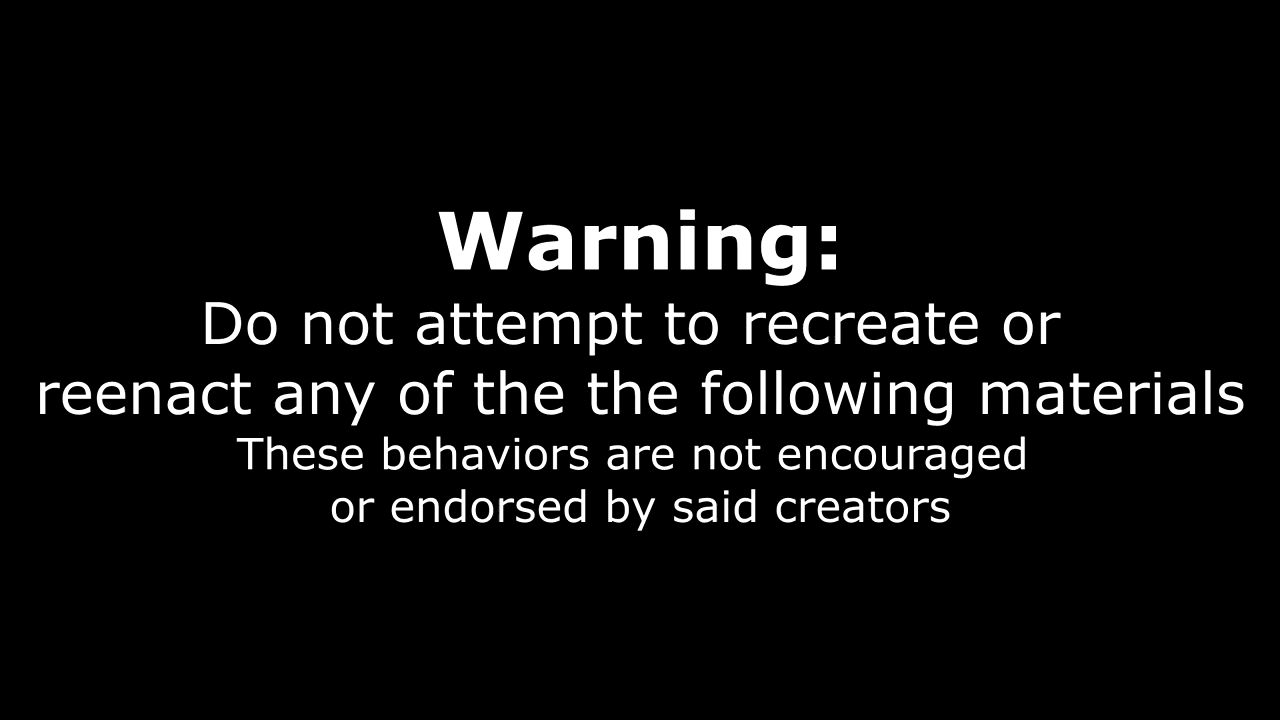 Warning:
Do not attempt to recreate or
reenact any of the the following materials
These behaviors are not encouraged
or endorsed by said creators